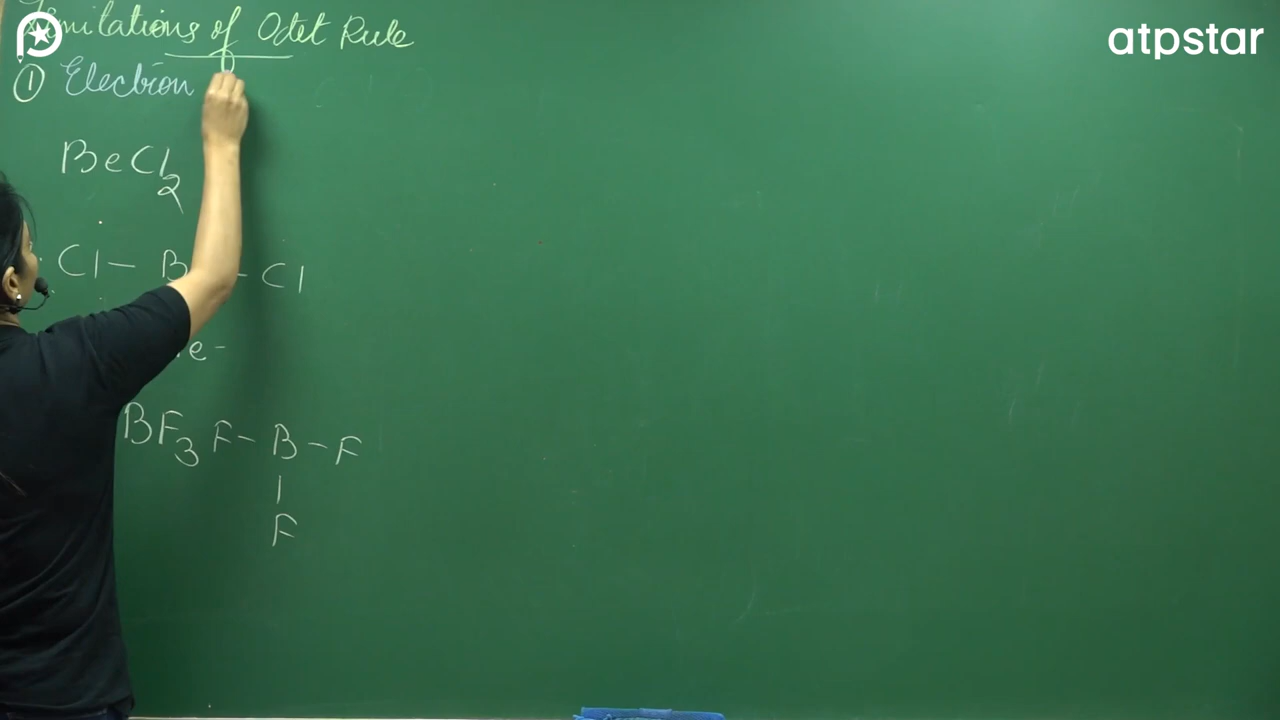 atpstar
Limitations of Octet Rule
① Electron
BeCl2
Cl – B – Cl
e-
BF3 F – B – F
|
F